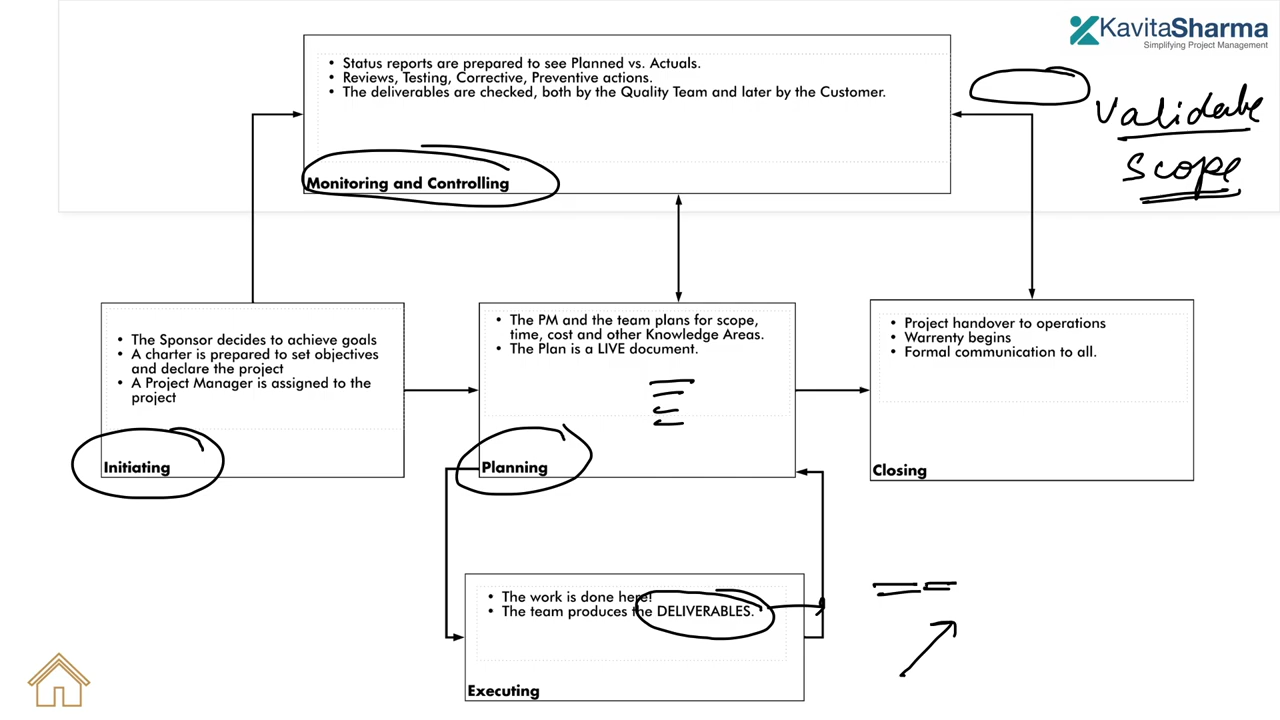 KavitaSharma
Simplifying Project Management
• Status reports are prepared to see Planned vs. Actuals.
• Reviews, Testing, Corrective, Preventive actions.
• The deliverables are checked, both by the Quality Team and later by the Customer.
Monitoring and Controlling
Validate
Scope
• The Sponsor decides to achieve goals
• A charter is prepared to set objectives
and declare the project
• A Project Manager is assigned to the
project
Initiating
• The PM and the team plans for scope,
time, cost and other Knowledge Areas.
• The Plan is a LIVE document.
Planning
• Project handover to operations
• Warrenty begins
• Formal communication to all.
Closing
• The work is done here!
• The team produces the DELIVERABLES.
Executing